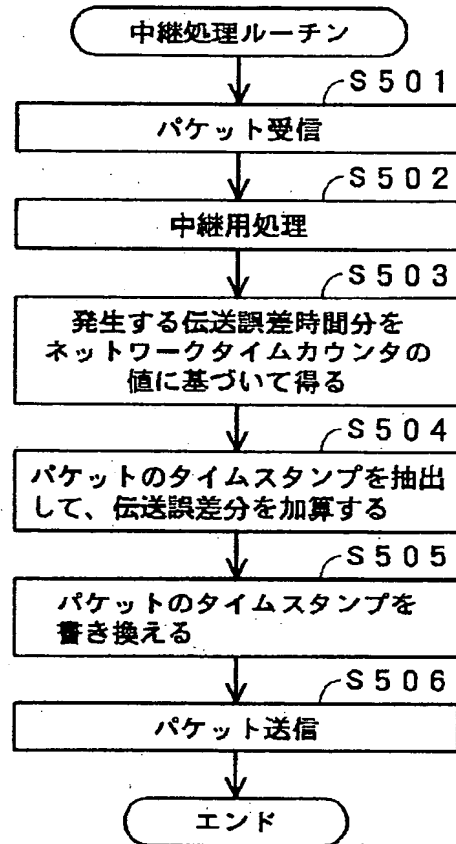 中継処理ルーチン
S501
パケット受信
S502
中継用処理
S503
発生する伝送誤差時間分を
ネットワークタイムカウンタの
値に基づいて得る
S504
パケットのタイムスタンプを抽出
して、伝送誤差分を加算する
S505
パケットのタイムスタンプを
書き換える
S506
パケット送信
エンド